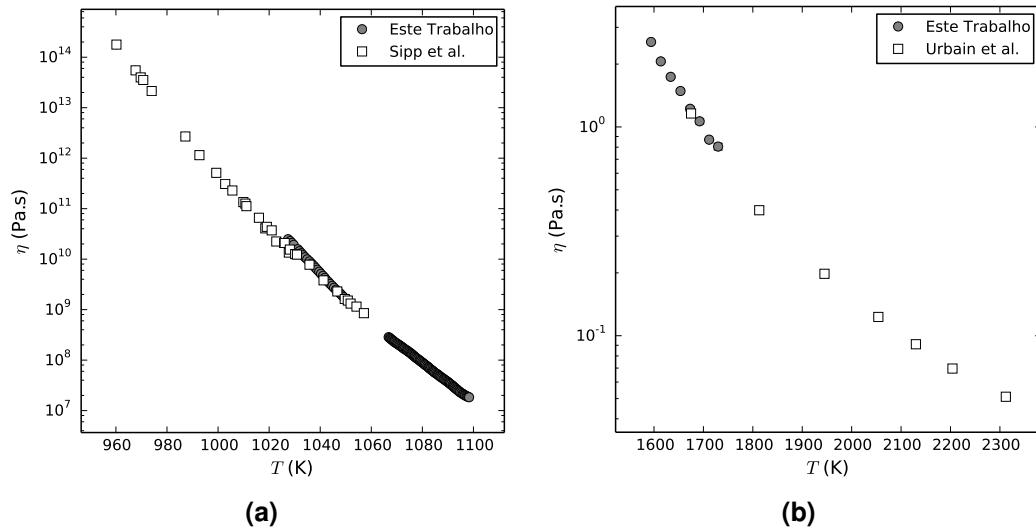 Este Trabalho
Sipp et al.
10^14
10^13
10^12
10^11
10^10
10^9
10^8
10^7
η (Pa.s)
960 980 1000 1020 1040 1060 1080 1100
T (K)
(a)
Este Trabalho
Urbain et al.
10^0
10^-1
η (Pa.s)
1600 1700 1800 1900 2000 2100 2200 2300
T (K)
(b)